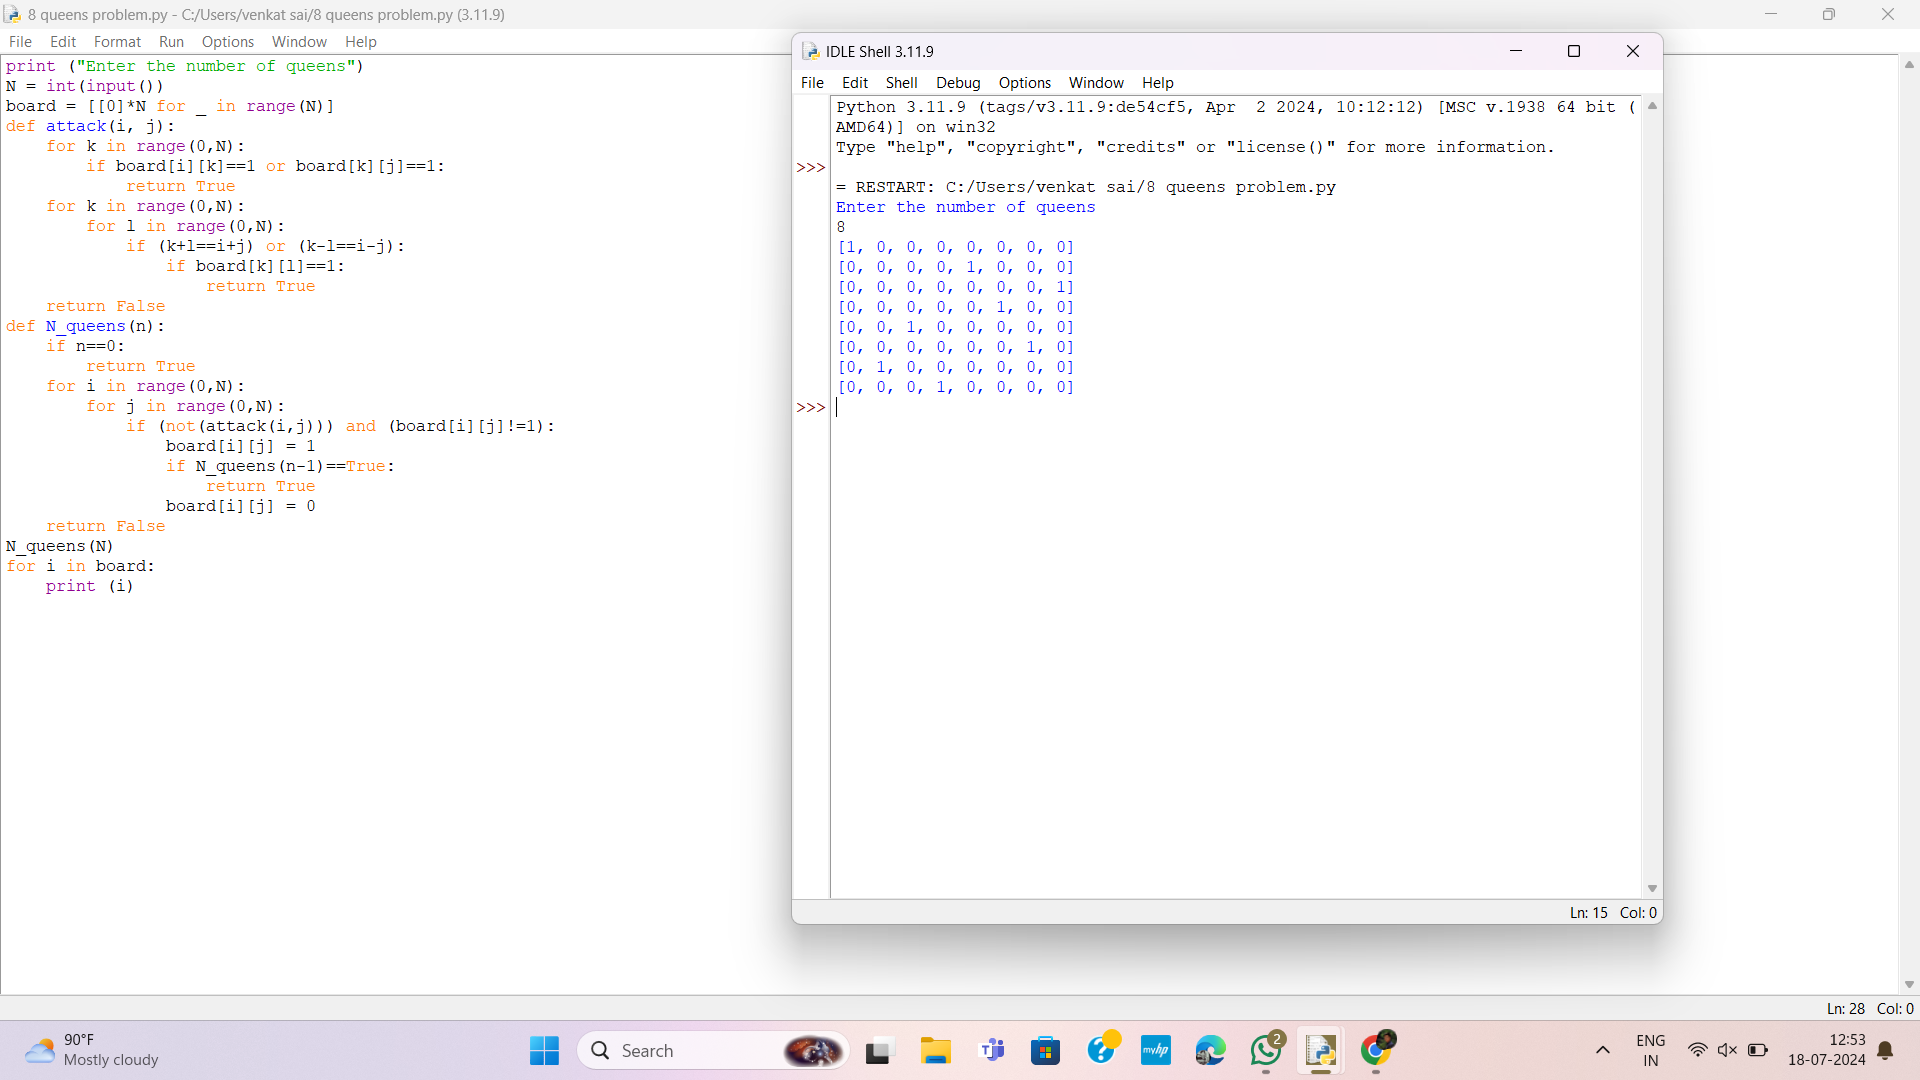 8 queens problem.py - C:/Users/venkat sai/8 queens problem.py (3.11.9)
File Edit Format Run Options Window Help
print ("Enter the number of queens")
N = int(input())
board = [[0]*N for _ in range(N)]
def attack(i, j):
    for k in range(0,N):
        if board[i][k]==1 or board[k][j]==1:
            return True
    for k in range(0,N):
        for l in range(0,N):
            if (k+l==i+j) or (k-l==i-j):
                if board[k][l]==1:
                    return True
    return False
def N_queens(n):
    if n==0:
        return True
    for i in range(0,N):
        for j in range(0,N):
            if (not(attack(i,j))) and (board[i][j]!=1):
                board[i][j] = 1
                if N_queens(n-1)==True:
                    return True
                board[i][j] = 0
    return False
N_queens(N)
for i in board:
    print (i)
IDLE Shell 3.11.9
File Edit Shell Debug Options Window Help
Python 3.11.9 (tags/v3.11.9:de54cf5, Apr  2 2024, 10:12:12) [MSC v.1938 64 bit (
AMD64)] on win32
Type "help", "copyright", "credits" or "license()" for more information.
>>>
= RESTART: C:/Users/venkat sai/8 queens problem.py
Enter the number of queens
8
[1, 0, 0, 0, 0, 0, 0, 0]
[0, 0, 0, 0, 1, 0, 0, 0]
[0, 0, 0, 0, 0, 0, 0, 1]
[0, 0, 0, 0, 0, 1, 0, 0]
[0, 0, 1, 0, 0, 0, 0, 0]
[0, 0, 0, 0, 0, 0, 1, 0]
[0, 1, 0, 0, 0, 0, 0, 0]
[0, 0, 0, 1, 0, 0, 0, 0]
>>>
Ln: 15 Col: 0
Ln: 28 Col: 0
90°F
Mostly cloudy
Search
myhp
2
ENG
IN
12:53
18-07-2024